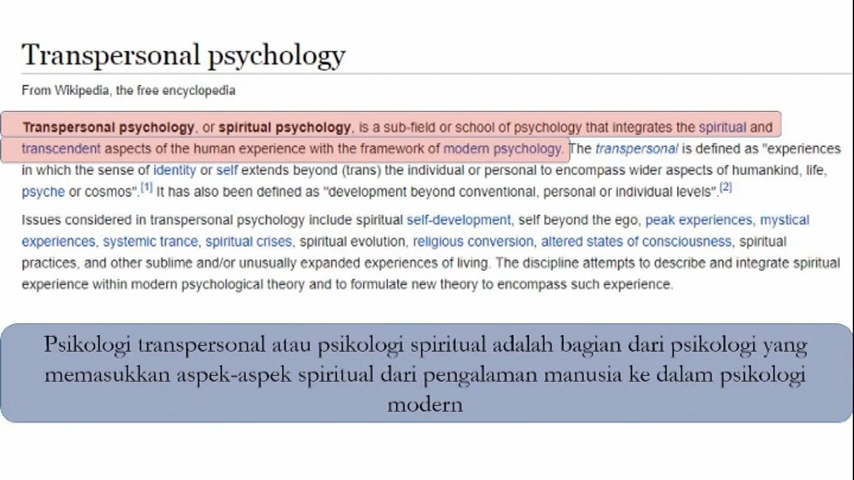 Transpersonal psychology
From Wikipedia, the free encyclopedia
Transpersonal psychology, or spiritual psychology, is a sub-field or school of psychology that integrates the spiritual and
transcendent aspects of the human experience with the framework of modern psychology. The transpersonal is defined as "experiences
in which the sense of identity or self extends beyond (trans) the individual or personal to encompass wider aspects of humankind, life,
psyche or cosmos".[1] It has also been defined as "development beyond conventional, personal or individual levels".[2]
Issues considered in transpersonal psychology include spiritual self-development, self beyond the ego, peak experiences, mystical
experiences, systemic trance, spiritual crises, spiritual evolution, religious conversion, altered states of consciousness, spiritual
practices, and other sublime and/or unusually expanded experiences of living. The discipline attempts to describe and integrate spiritual
experience within modern psychological theory and to formulate new theory to encompass such experience.
Psikologi transpersonal atau psikologi spiritual adalah bagian dari psikologi yang
memasukkan aspek-aspek spiritual dari pengalaman manusia ke dalam psikologi
modern